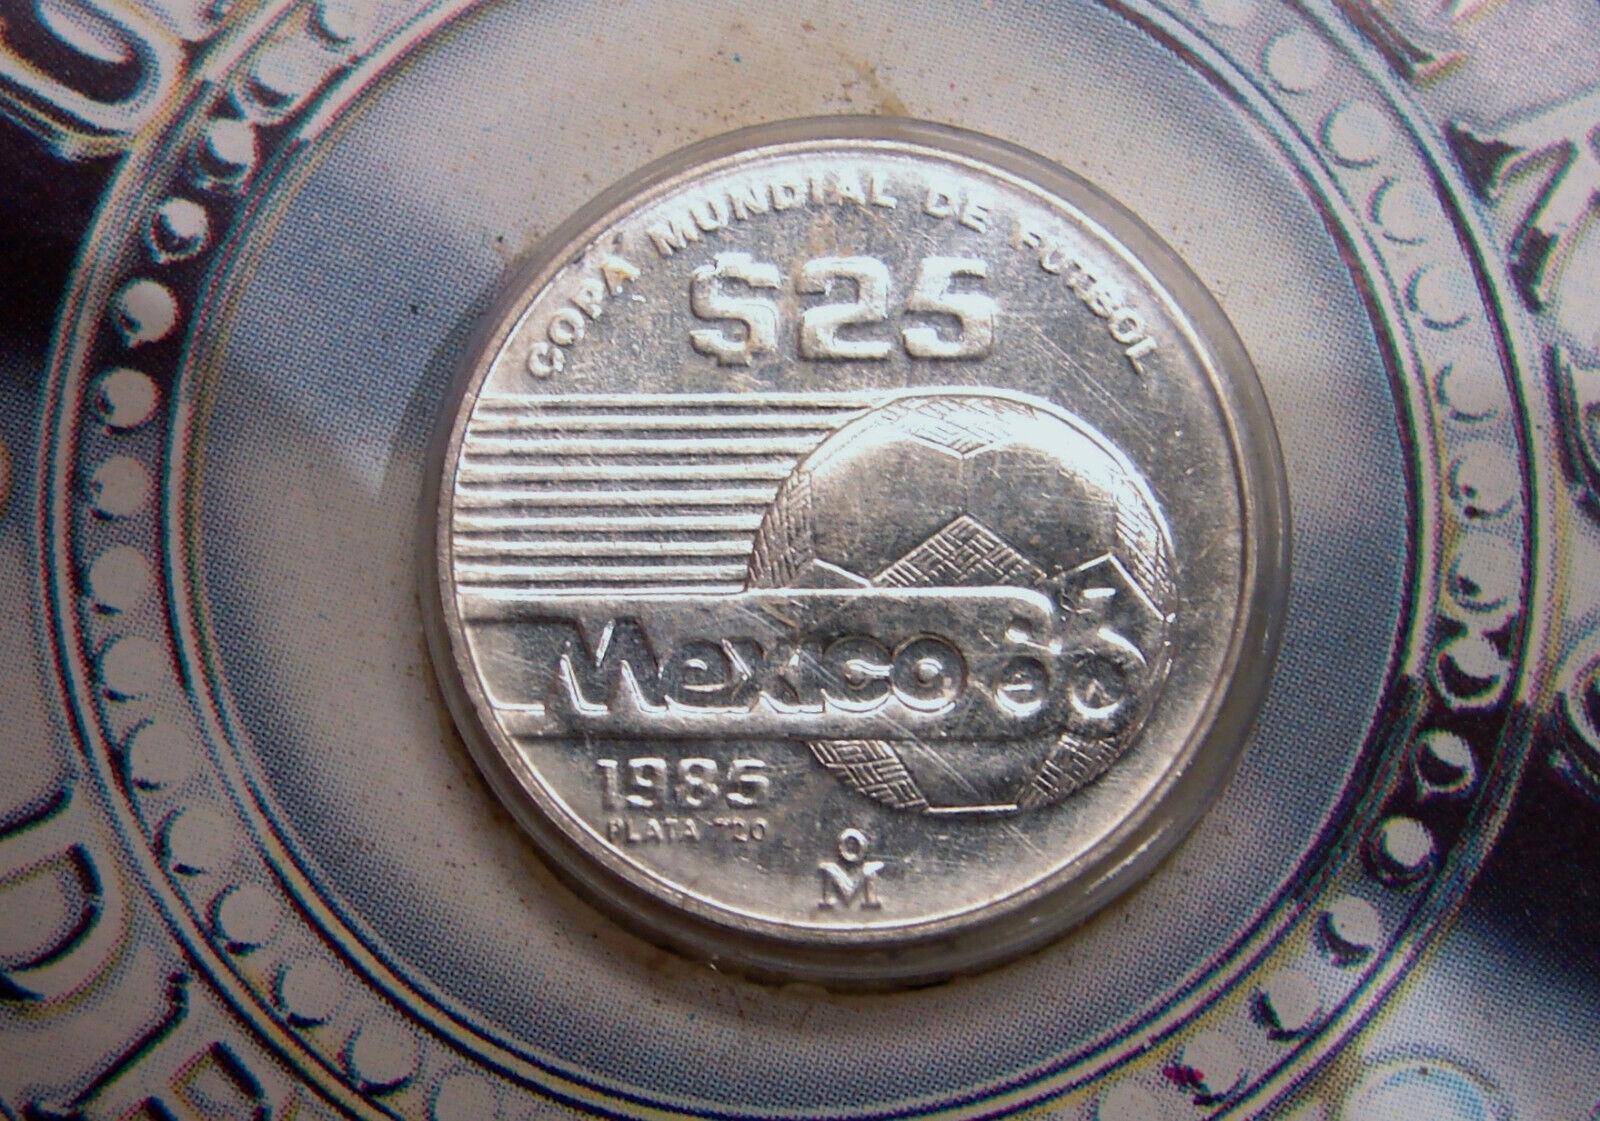 COPA MUNDIAL DE FUTBOL
$25
Mexico 86
1985
PLATA 720
o
M